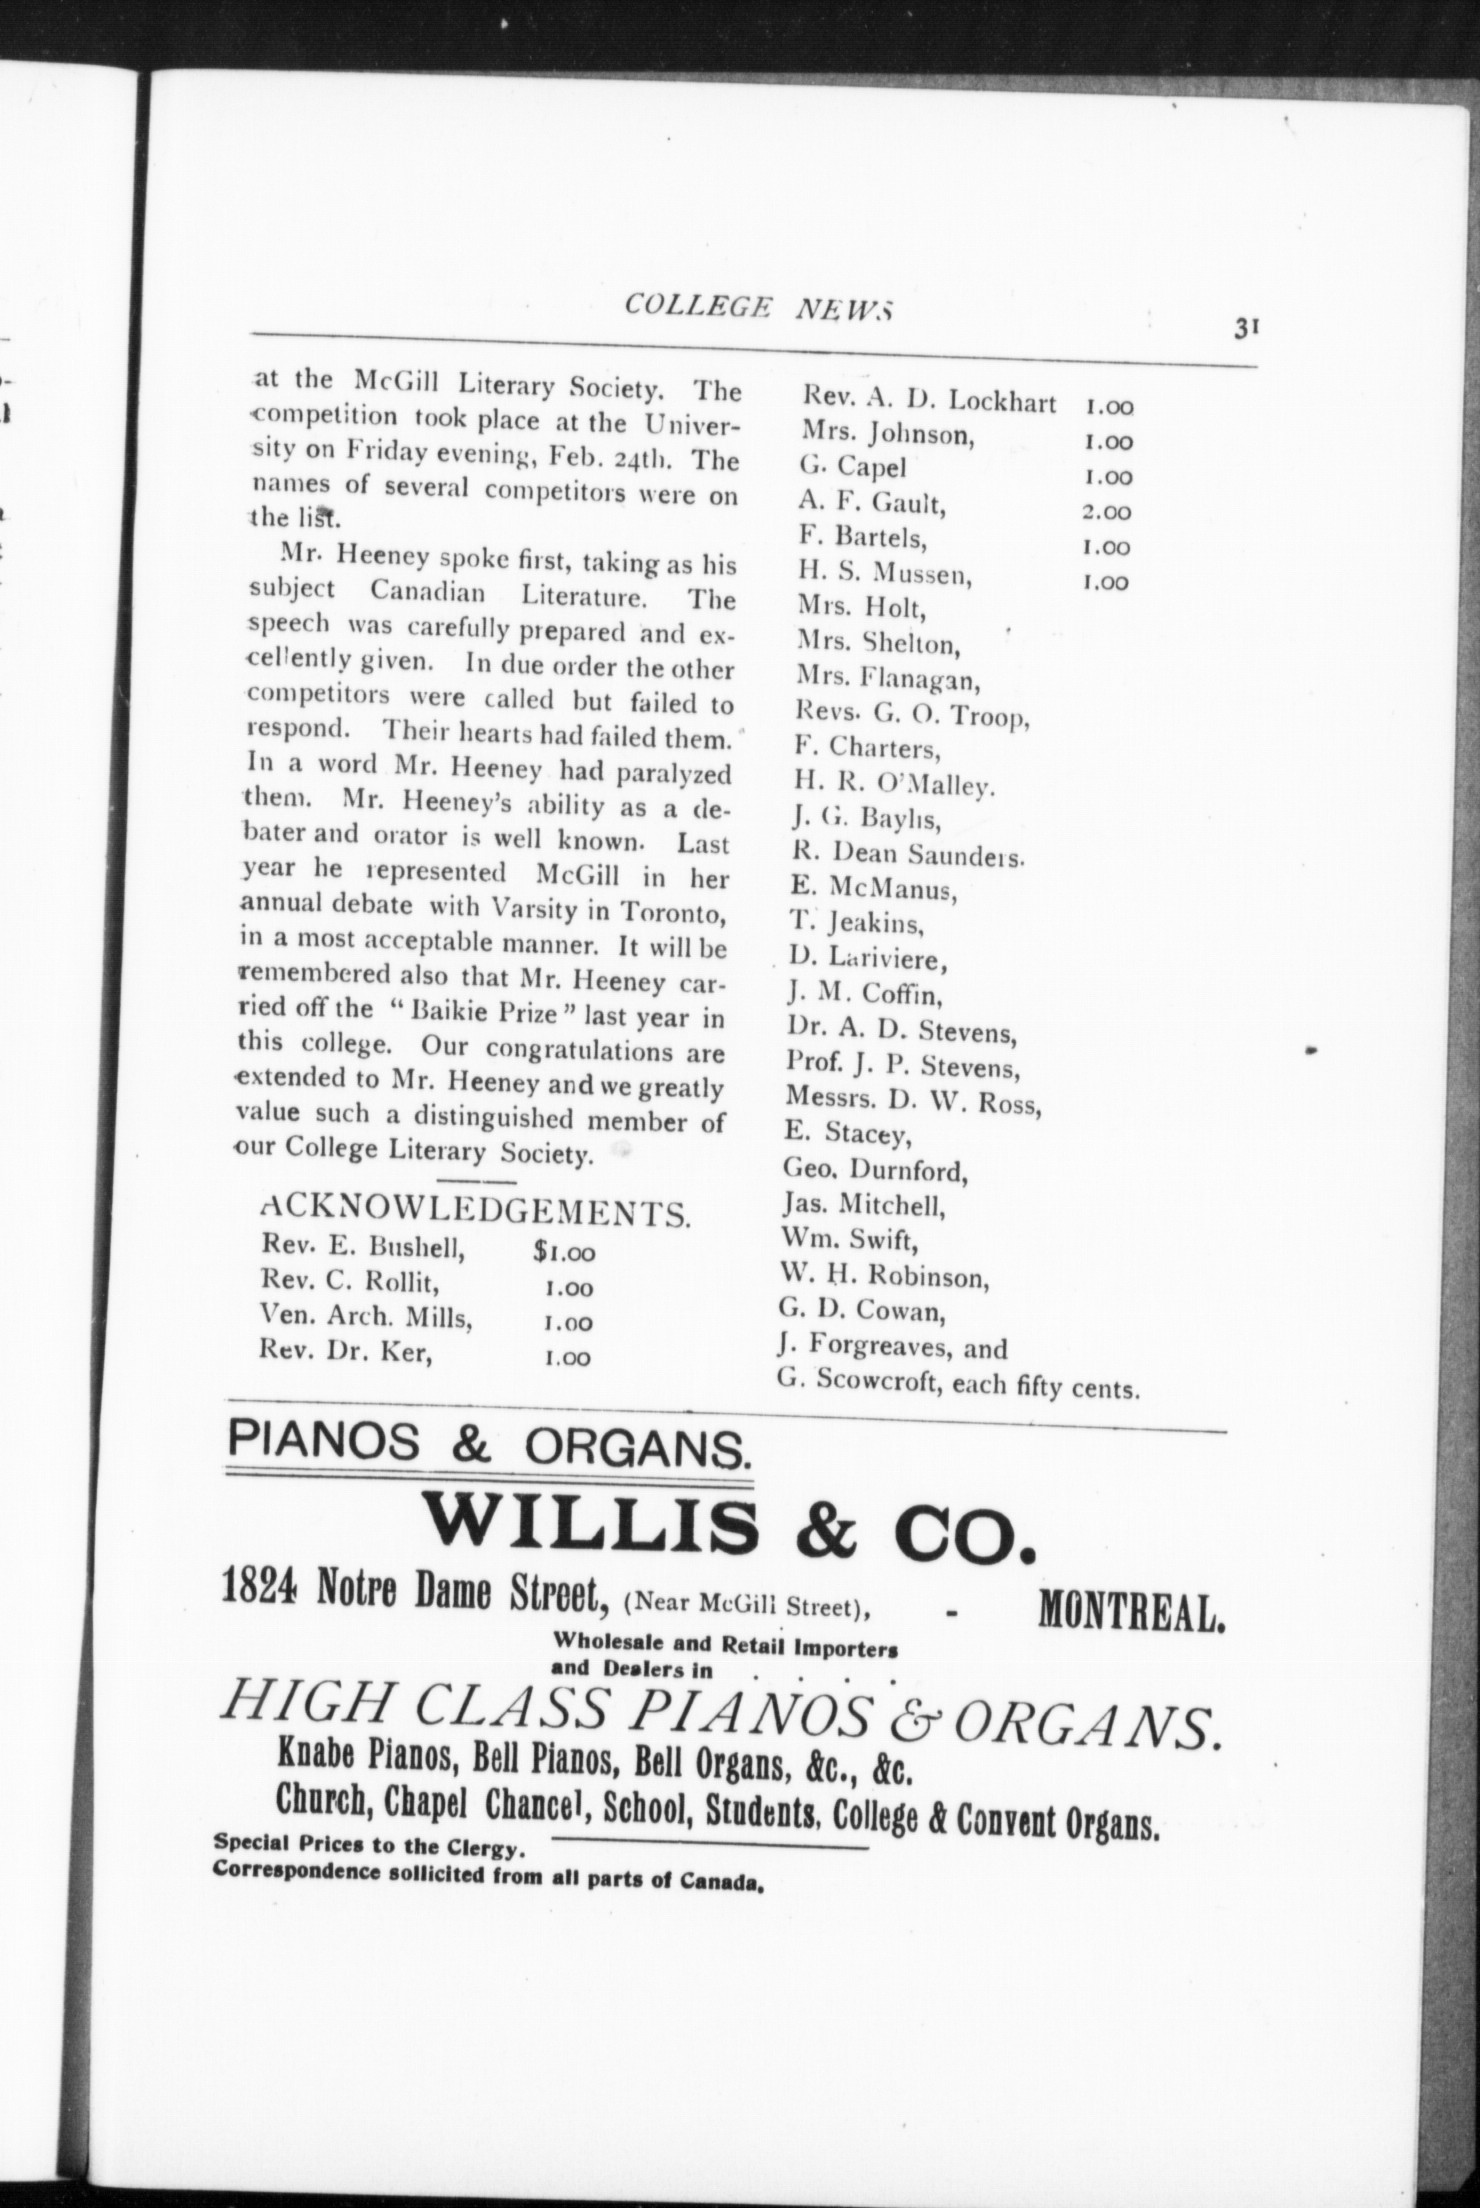 COLLEGE NEWS
31
at the McGill Literary Society. The
competition took place at the Univer-
sity on Friday evening, Feb. 24th. The
names of several competitors were on
the list.
Mr. Heeney spoke first, taking as his
subject Canadian Literature. The
speech was carefully prepared and ex-
cellently given. In due order the other
competitors were called but failed to
respond. Their hearts had failed them.
In a word Mr. Heeney had paralyzed
them. Mr. Heeney's ability as a de-
bater and orator is well known. Last
year he represented McGill in her
annual debate with Varsity in Toronto,
in a most acceptable manner. It will be
remembered also that Mr. Heeney car-
ried off the "Baikie Prize" last year in
this college. Our congratulations are
extended to Mr. Heeney and we greatly
value such a distinguished member of
our College Literary Society.
ACKNOWLEDGEMENTS.
Rev. E. Bushell, $1.00
Rev. C. Rollit, 1.00
Ven. Arch. Mills, 1.00
Rev. Dr. Ker, 1.00
Rev. A. D. Lockhart 1.00
Mrs. Johnson, 1.00
G. Capel 1.00
A. F. Gault, 2.00
F. Bartels, 1.00
H. S. Mussen, 1.00
Mrs. Holt,
Mrs. Shelton,
Mrs. Flanagan,
Revs. G. O. Troop,
F. Charters,
H. R. O'Malley.
J. G. Baylis,
R. Dean Saunders.
E. McManus,
T. Jeakins,
D. Lariviere,
J. M. Coffin,
Dr. A. D. Stevens,
Prof. J. P. Stevens,
Messrs. D. W. Ross,
E. Stacey,
Geo. Durnford,
Jas. Mitchell,
Wm. Swift,
W. H. Robinson,
G. D. Cowan,
J. Forgreaves, and
G. Scowcroft, each fifty cents.
PIANOS & ORGANS.
WILLIS & CO.
1824 Notre Dame Street, (Near McGill Street), - MONTREAL.
Wholesale and Retail Importers
and Dealers in . . . .
HIGH CLASS PIANOS & ORGANS.
Knabe Pianos, Bell Pianos, Bell Organs, &c., &c.
Church, Chapel Chancel, School, Students, College & Convent Organs.
Special Prices to the Clergy.
Correspondence sollicited from all parts of Canada.